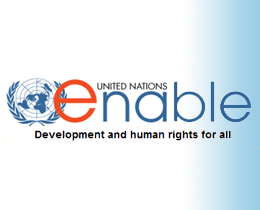 UNITED NATIONS
enable
Development and human rights for all